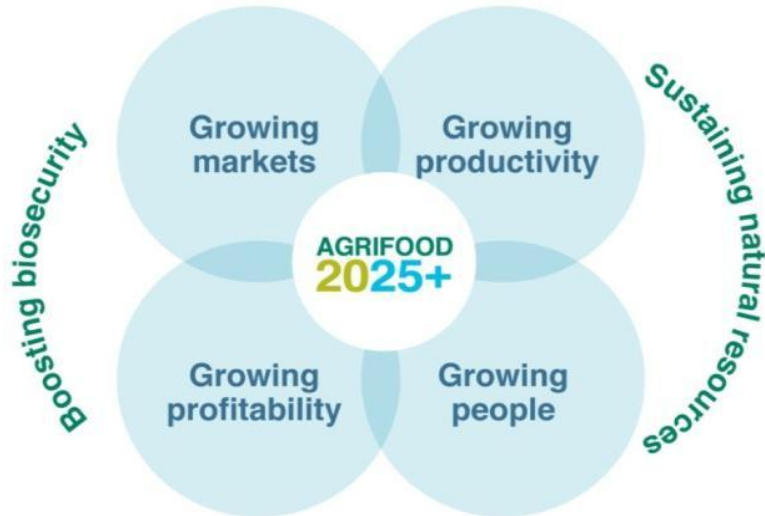 Growing
markets
Growing
productivity
Boosting biosecurity
AGRIFOOD
2025+
Sustaining natural resources
Growing
profitability
Growing
people